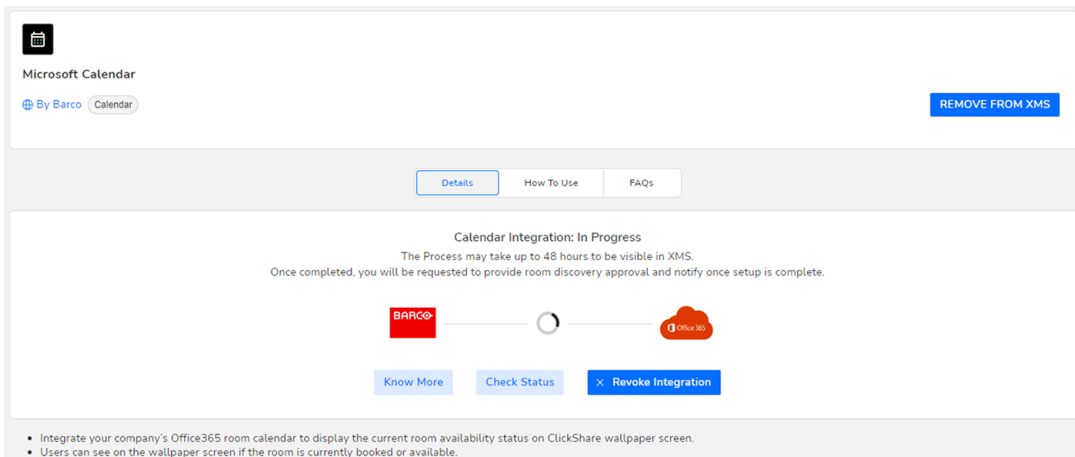 Microsoft Calendar
By Barco Calendar
REMOVE FROM XMS
Details How To Use FAQs
Calendar Integration: In Progress
The Process may take up to 48 hours to be visible in XMS.
Once completed, you will be requested to provide room discovery approval and notify once setup is complete.
BARCO Office 365
Know More Check Status × Revoke Integration
• Integrate your company's Office365 room calendar to display the current room availability status on ClickShare wallpaper screen.
• Users can see on the wallpaper screen if the room is currently booked or available.